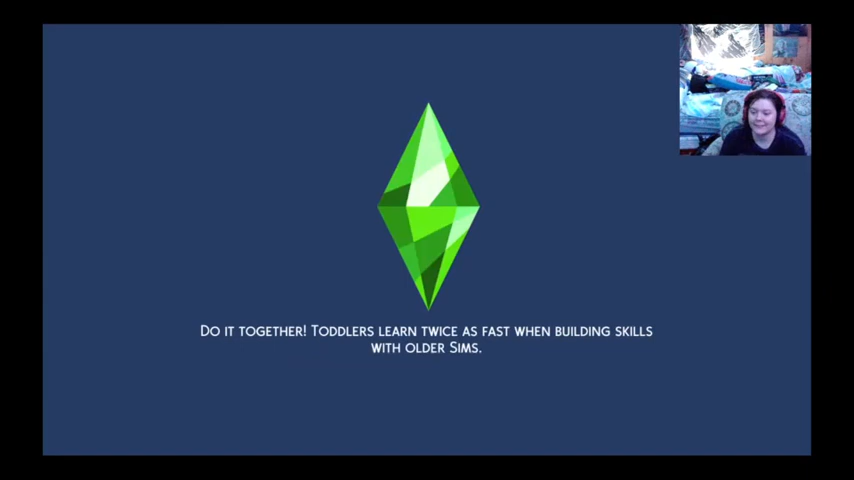 DO IT TOGETHER! TODDLERS LEARN TWICE AS FAST WHEN BUILDING SKILLS
WITH OLDER SIMS.